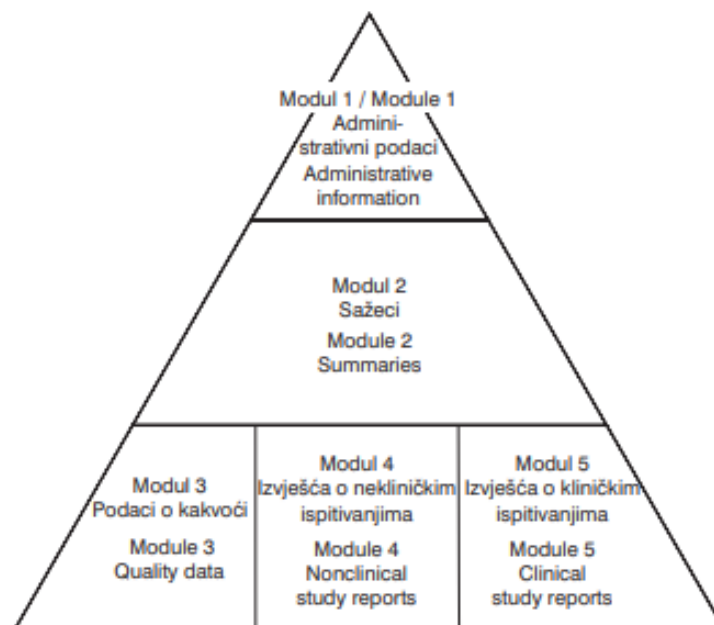 Modul 1 / Module 1
Admini-
strativni podaci
Administrative
information
Modul 2
Sažeci
Module 2
Summaries
Modul 3
Podaci o kakvoći
Module 3
Quality data
Modul 4
Izvješća o nekliničkim
ispitivanjima
Module 4
Nonclinical
study reports
Modul 5
Izvješća o kliničkim
ispitivanjima
Module 5
Clinical
study reports